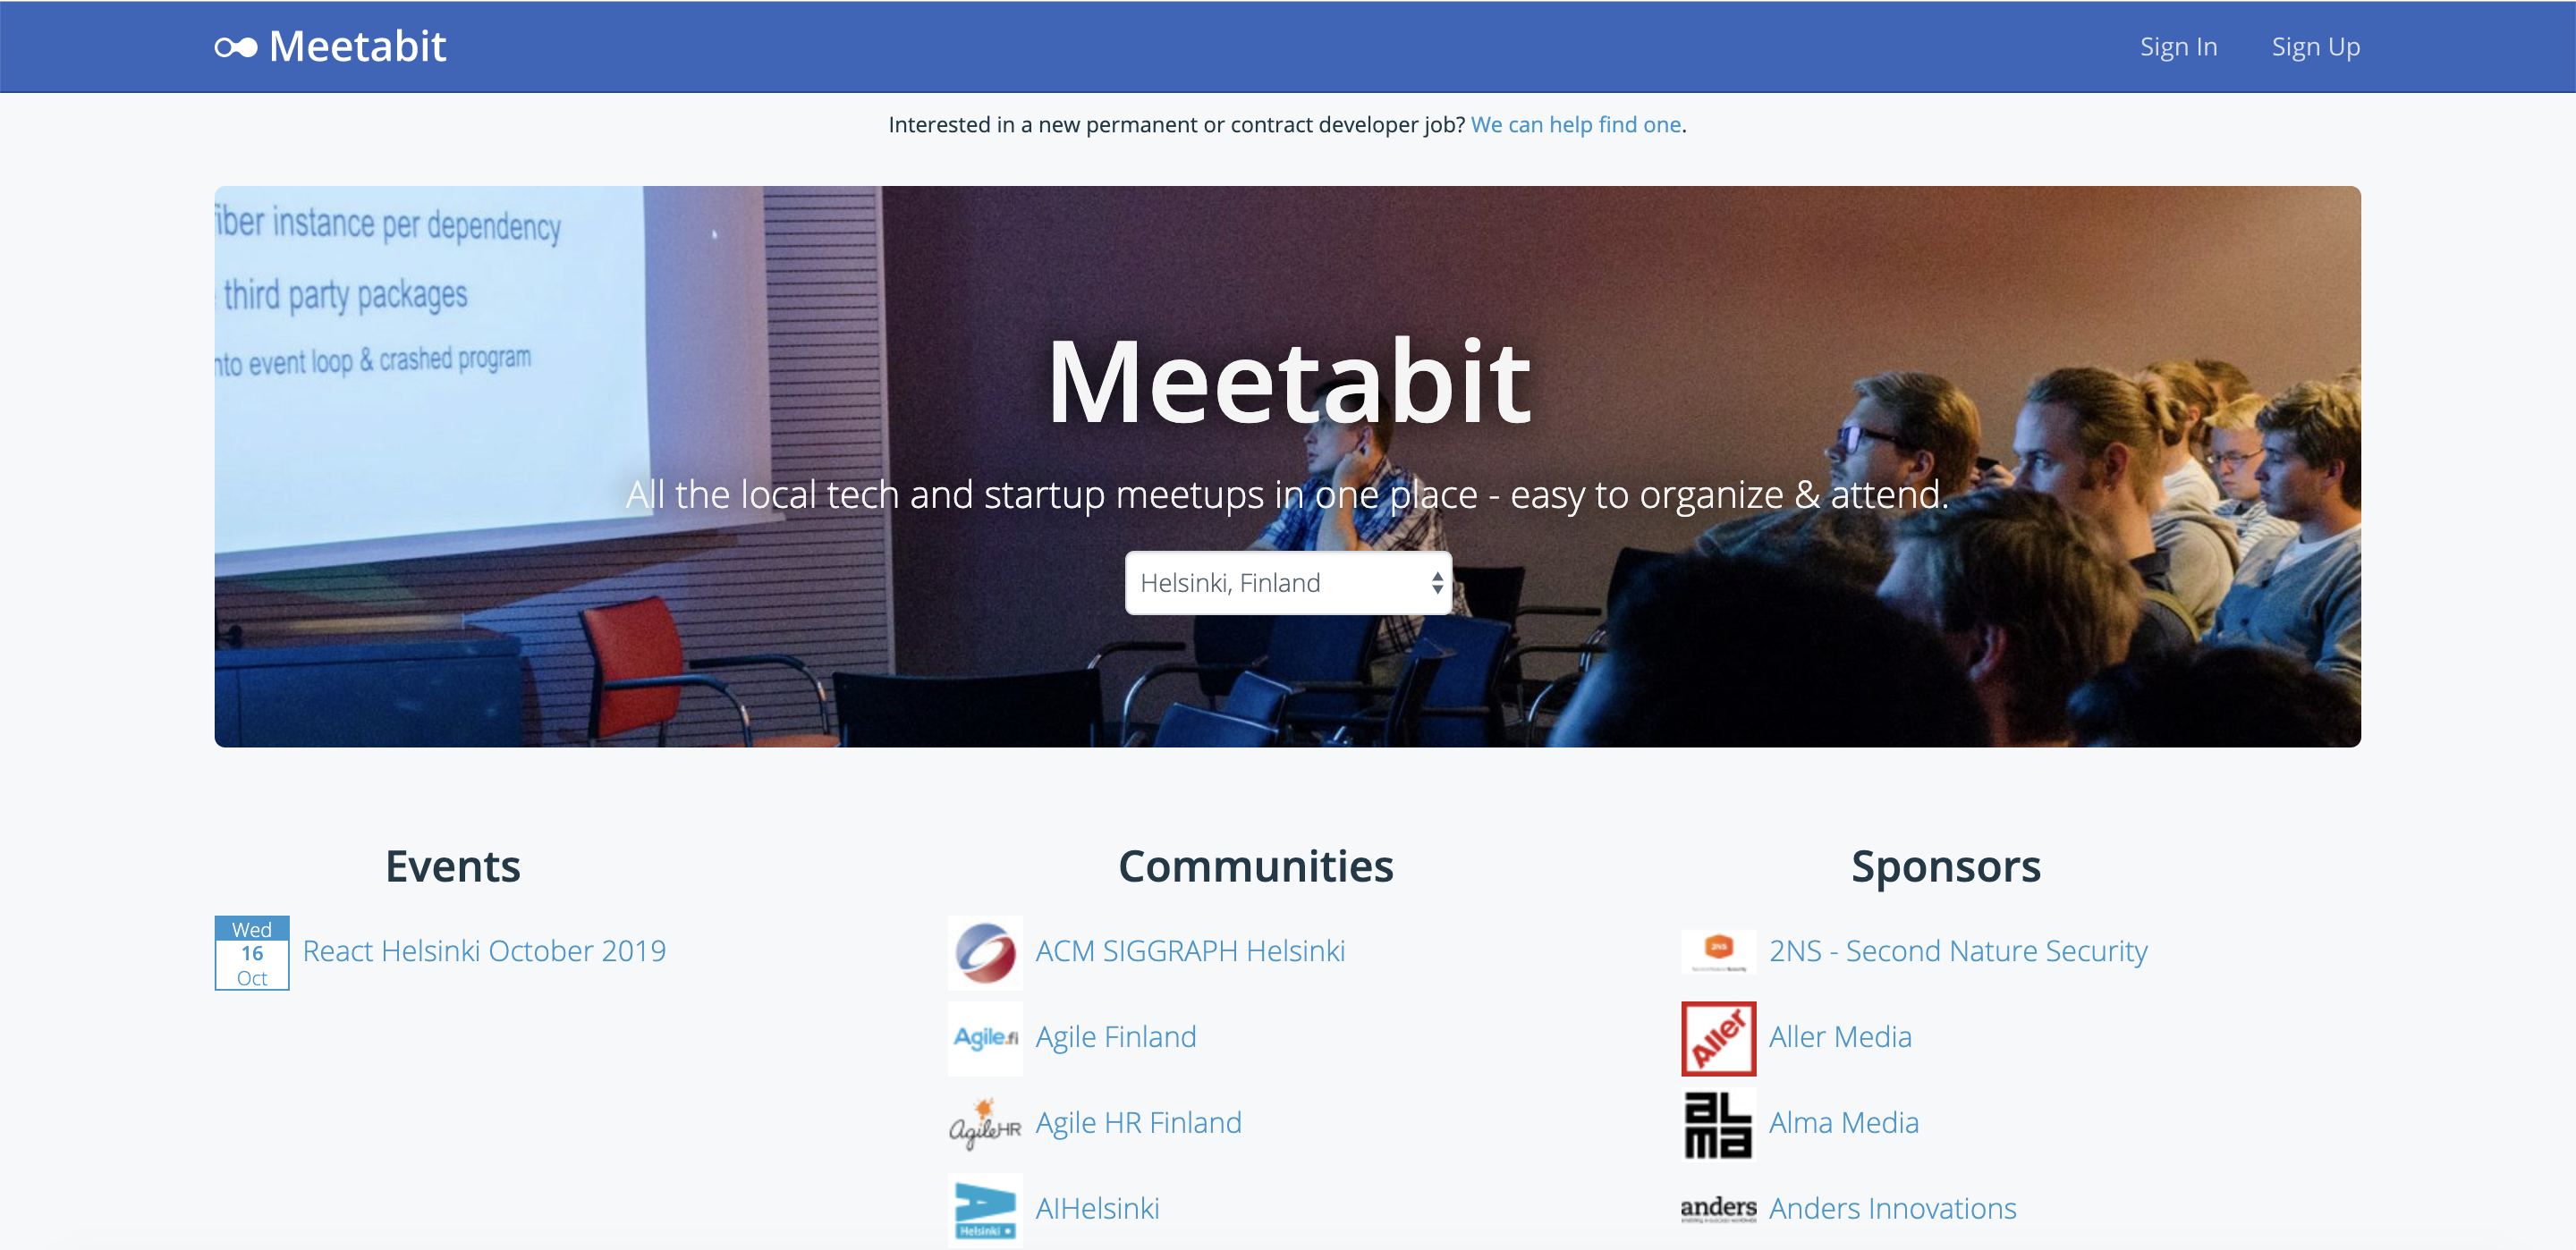 Meetabit
Sign In
Sign Up
Interested in a new permanent or contract developer job? We can help find one.
iber instance per dependency
third party packages
nto event loop & crashed program
Meetabit
All the local tech and startup meetups in one place - easy to organize & attend.
Helsinki, Finland
Events
Wed
16
Oct
React Helsinki October 2019
Communities
ACM SIGGRAPH Helsinki
Agile.fi
Agile Finland
agileHR
Agile HR Finland
Helsinki
AIHelsinki
Sponsors
2NS
2NS - Second Nature Security
Aller
Aller Media
aLma
Alma Media
anders
Anders Innovations